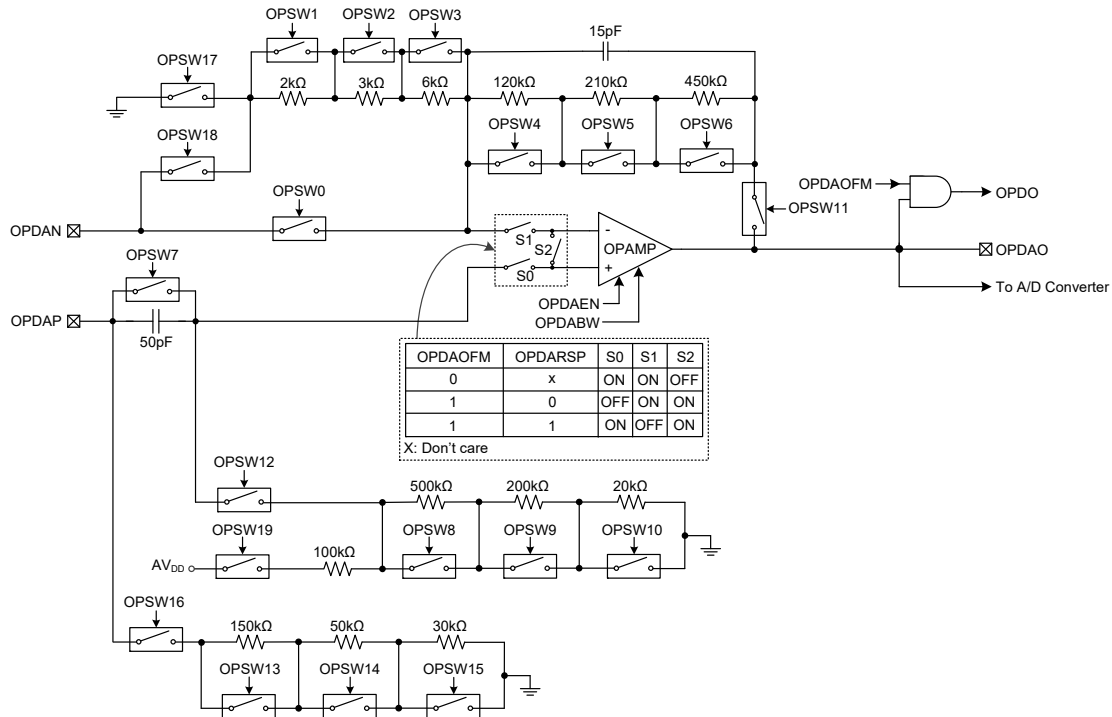 OPSW1 OPSW2 OPSW3
15pF
OPSW17
2kΩ 3kΩ 6kΩ 120kΩ 210kΩ 450kΩ
OPSW18
OPSW4 OPSW5 OPSW6
OPSW0
OPDAOFM
OPDO
OPSW11
OPDAN
S1
S2
S0
-
+
OPAMP
OPDAO
OPSW7
OPDAEN
OPDABW
To A/D Converter
OPDAP
50pF
OPDAOFM OPDARSP S0 S1 S2
0 x ON ON OFF
1 0 OFF ON ON
1 1 ON OFF ON
X: Don't care
OPSW12
500kΩ 200kΩ 20kΩ
OPSW19
OPSW8 OPSW9 OPSW10
100kΩ
AVDD
OPSW16
150kΩ 50kΩ 30kΩ
OPSW13 OPSW14 OPSW15